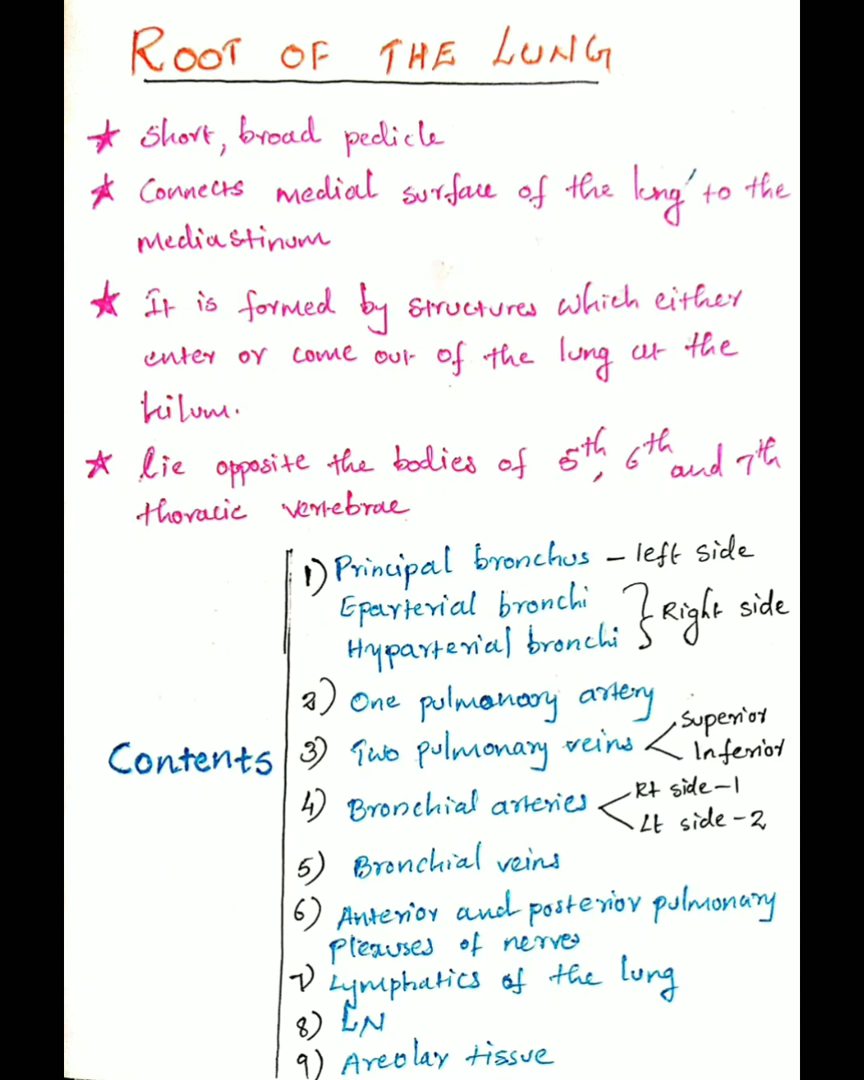 ROOT OF THE LUNG
★ Short, broad pedicle
★ Connects medial surface of the lung to the
mediastinum
★ It is formed by structures which either
enter or come out of the lung at the
hilum.
★ lie opposite the bodies of 5th, 6th and 7th
thoracic vertebrae
Contents
1) Principal bronchus – left side
Eparterial bronchi
Hyparterial bronchi } Right side
2) One pulmonary artery
3) Two pulmonary veins < Superior
Inferior
4) Bronchial arteries < Rt side-1
Lt side-2
5) Bronchial veins
6) Anterior and posterior pulmonary
plexuses of nerves
7) Lymphatics of the lung
8) LN
9) Areolar tissue